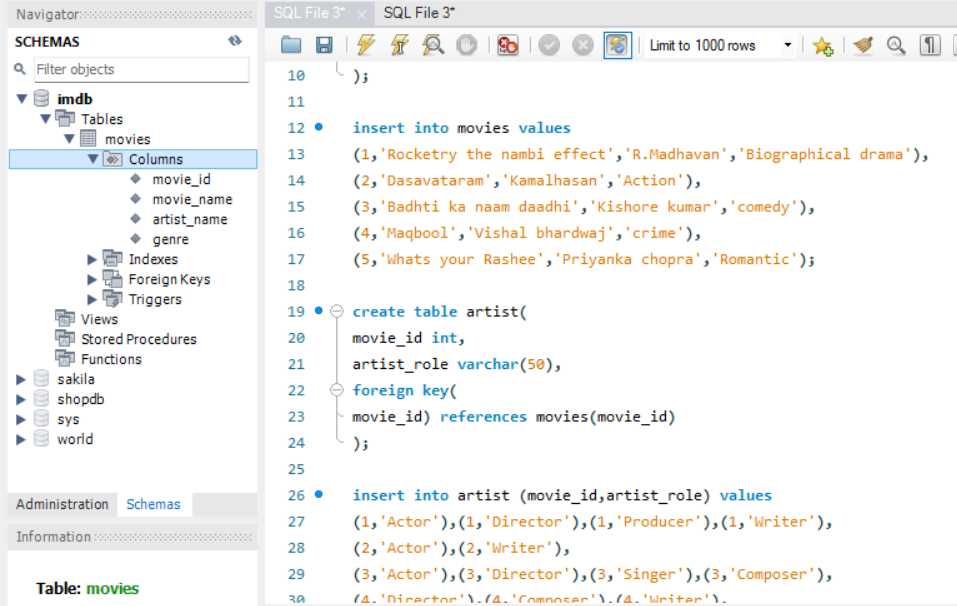 Navigator
SCHEMAS
Filter objects
imdb
Tables
movies
Columns
movie_id
movie_name
artist_name
genre
Indexes
Foreign Keys
Triggers
Views
Stored Procedures
Functions
sakila
shopdb
sys
world
Administration Schemas
Information
Table: movies
SQL File 3* × SQL File 3*
Limit to 1000 rows
10 );
11
12 insert into movies values
13 (1,'Rocketry the nambi effect','R.Madhavan','Biographical drama'),
14 (2,'Dasavataram','Kamalhasan','Action'),
15 (3,'Badhti ka naam daadhi','Kishore kumar','comedy'),
16 (4,'Maqbool','Vishal bhardwaj','crime'),
17 (5,'Whats your Rashee','Priyanka chopra','Romantic');
18
19 create table artist(
20 movie_id int,
21 artist_role varchar(50),
22 foreign key(
23 movie_id) references movies(movie_id)
24 );
25
26 insert into artist (movie_id,artist_role) values
27 (1,'Actor'),(1,'Director'),(1,'Producer'),(1,'Writer'),
28 (2,'Actor'),(2,'Writer'),
29 (3,'Actor'),(3,'Director'),(3,'Singer'),(3,'Composer'),
30 (4,'Director'),(4,'Composer'),(4,'Writer'),